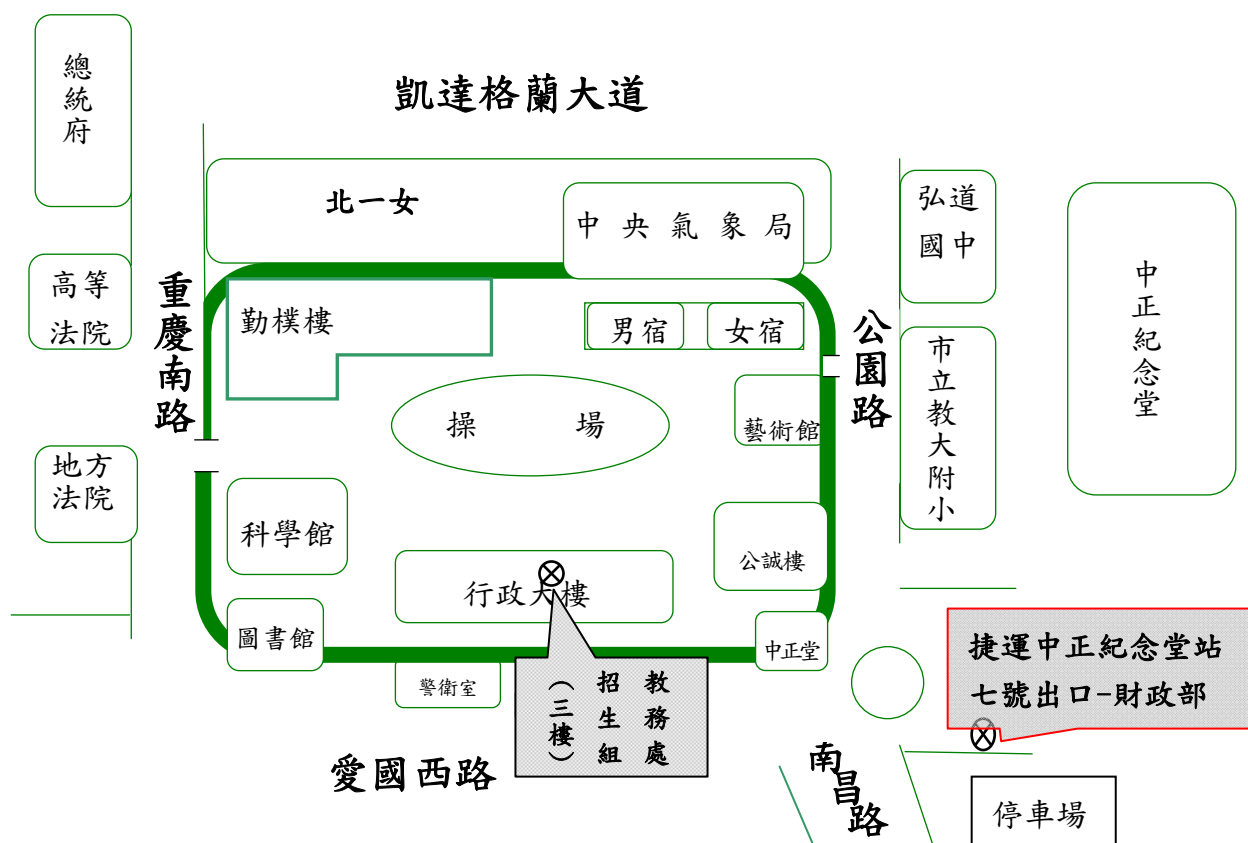 總統府
凱達格蘭大道
北一女
中央氣象局
弘道
國中
中正紀念堂
高等
法院
重慶南路
勤樸樓
男宿
女宿
公園路
市立教大附小
操場
藝術館
地方
法院
科學館
公誠樓
行政大樓
圖書館
中正堂
警衛室
教務處
招生組
（三樓）
捷運中正紀念堂站
七號出口-財政部
愛國西路
南昌路
停車場